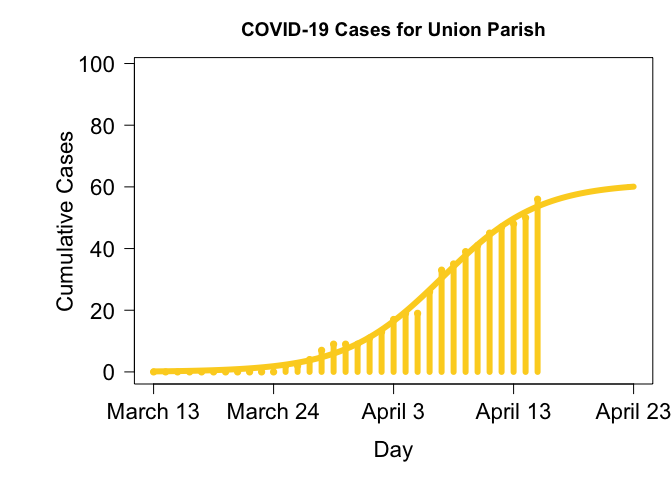 COVID-19 Cases for Union Parish
100
80
60
40
20
0
Cumulative Cases
March 13 March 24 April 3 April 13 April 23
Day